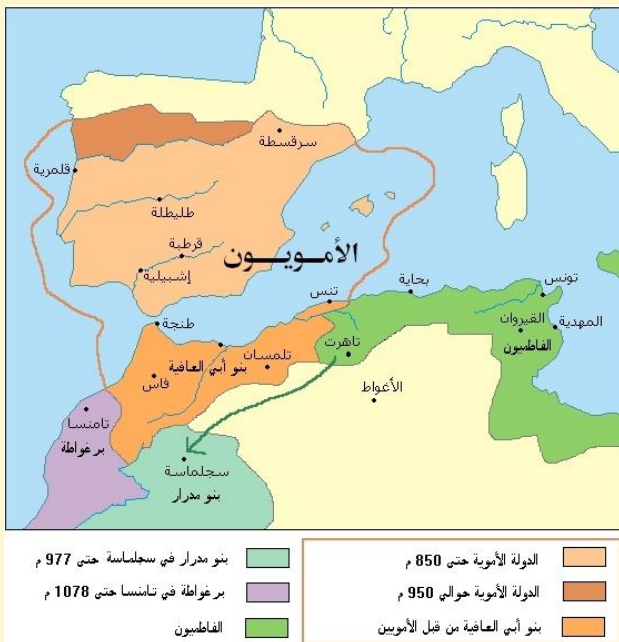 سرقسطة
قلمرية
طليطلة
قرطبة
الأمــويــــون
إشبيلية
تنس
بحاية
تونس
طنجة
القيروان
المهدية
الفاطميون
تاهرت
تلمسان
بنو أبي العافية
فاس
الأغواط
تامنسا
برغواطة
سجلماسة
بنو مدرار
الدولة الأموية حتى 850 م
بنو مدرار في سجلماسة حتى 977 م
الدولة الأموية حوالي 950 م
برغواطة في تامنسا حتى 1078 م
بنو أبي العافية من قبل الأمويين
الفاطميون